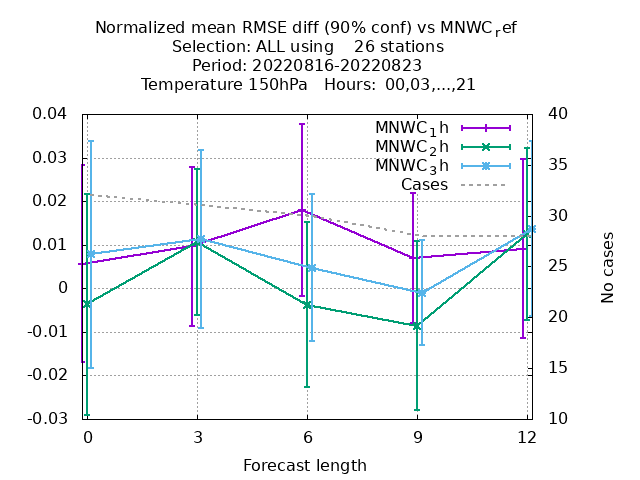 Normalized mean RMSE diff (90% conf) vs MNWC_ref
Selection: ALL using 26 stations
Period: 20220816-20220823
Temperature 150hPa Hours: 00,03,...,21
MNWC_1h
MNWC_2h
MNWC_3h
Cases
0.04
0.03
0.02
0.01
0
-0.01
-0.02
-0.03
40
35
30
25
20
15
10
No cases
0 3 6 9 12
Forecast length